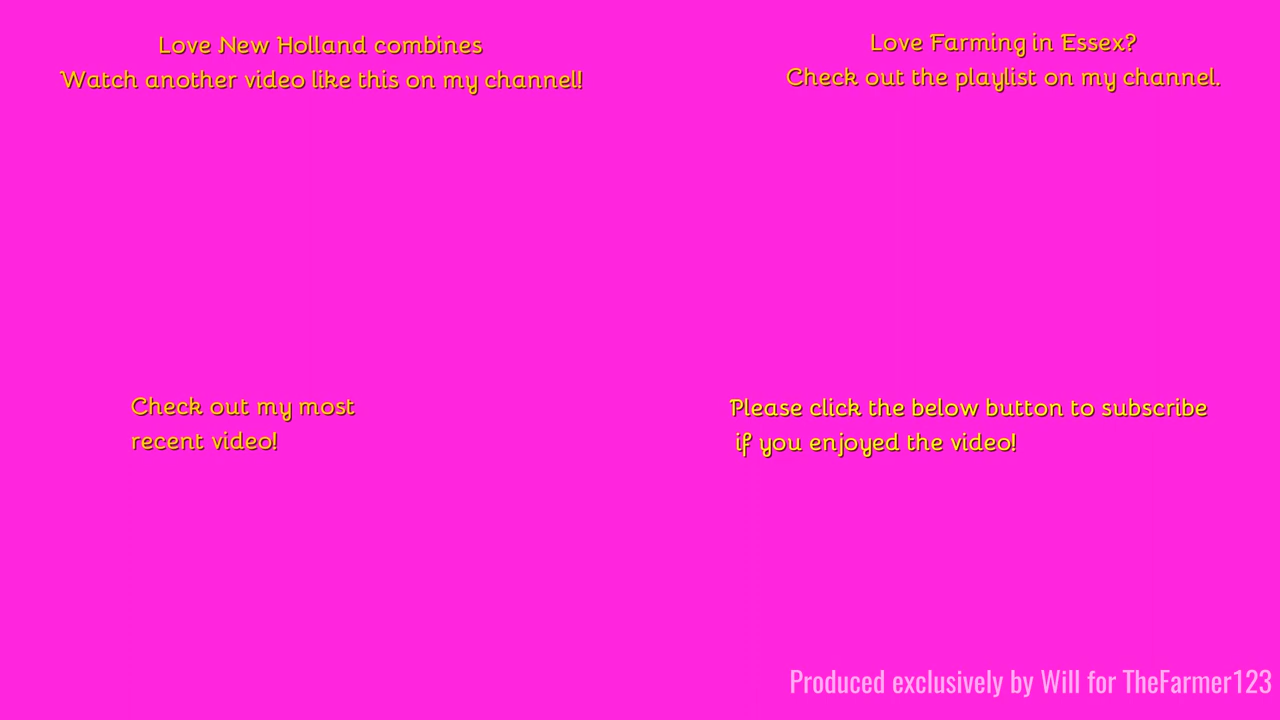 Love New Holland combines
Watch another video like this on my channel!
Love Farming in Essex?
Check out the playlist on my channel.
Check out my most
recent video!
Please click the below button to subscribe
if you enjoyed the video!
Produced exclusively by Will for TheFarmer123